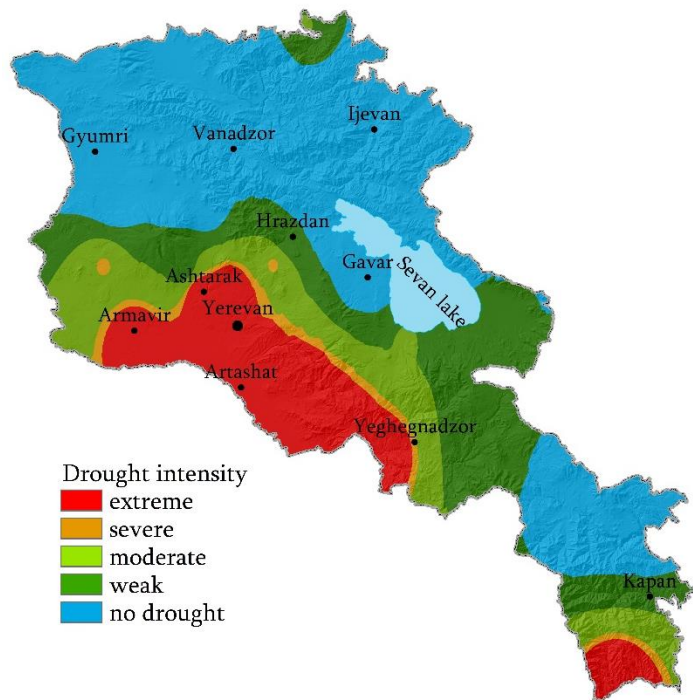 Ijevan
Gyumri
Vanadzor
Hrazdan
Gavar
Sevan lake
Ashtarak
Yerevan
Armavir
Artashat
Yeghegnadzor
Drought intensity
extreme
severe
moderate
weak
no drought
Kapan